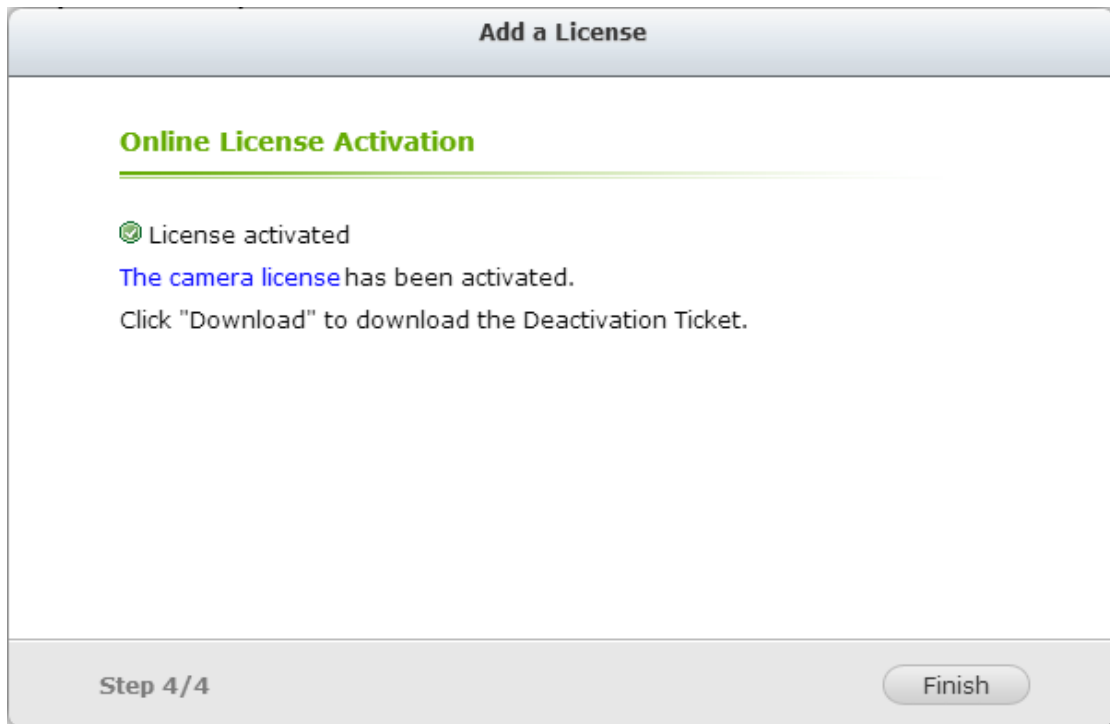 Add a License
Online License Activation
License activated
The camera license has been activated.
Click "Download" to download the Deactivation Ticket.
Step 4/4
Finish